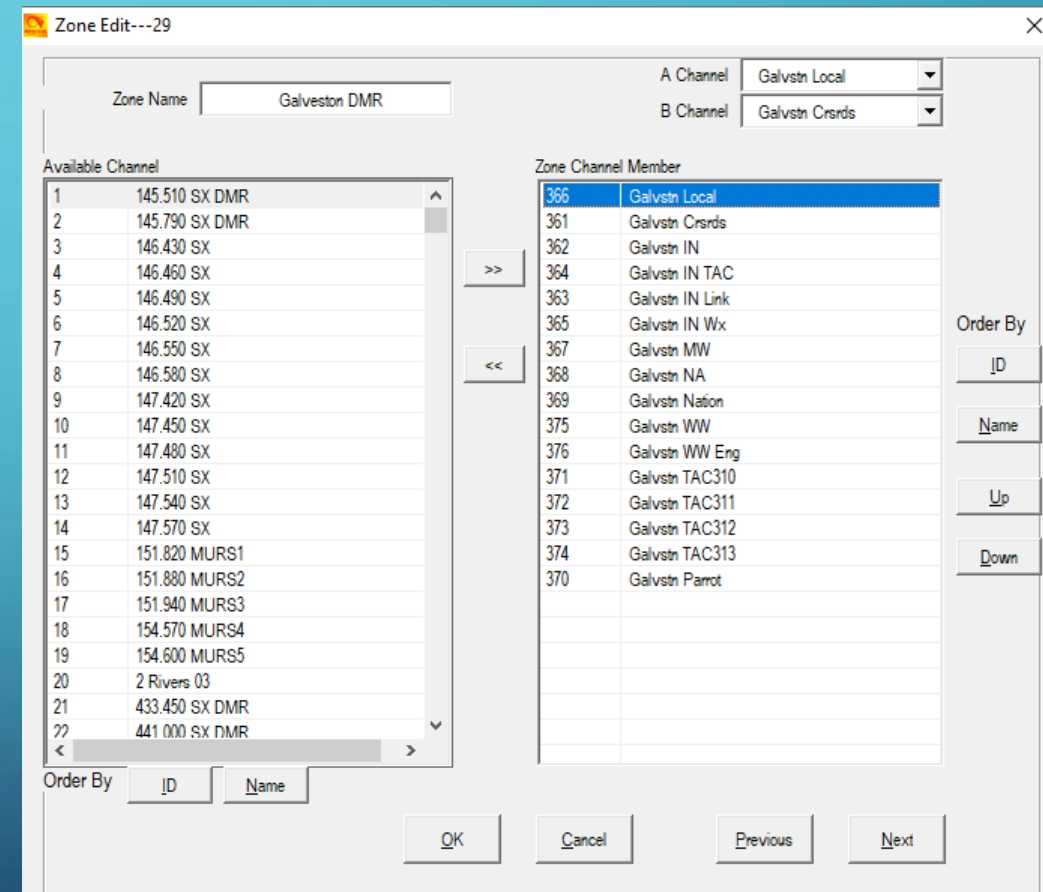 Zone Edit---29
Zone Name Galveston DMR
A Channel Galvstn Local
B Channel Galvstn Crsrds
Available Channel
1 145.510 SX DMR
2 145.790 SX DMR
3 146.430 SX
4 146.460 SX
5 146.490 SX
6 146.520 SX
7 146.550 SX
8 146.580 SX
9 147.420 SX
10 147.450 SX
11 147.480 SX
12 147.510 SX
13 147.540 SX
14 147.570 SX
15 151.820 MURS1
16 151.880 MURS2
17 151.940 MURS3
18 154.570 MURS4
19 154.600 MURS5
20 2 Rivers 03
21 433.450 SX DMR
22 441.000 SX DMR
Order By ID Name
>>
<<
Zone Channel Member
366 Galvstn Local
361 Galvstn Crsrds
362 Galvstn IN
364 Galvstn IN TAC
363 Galvstn IN Link
365 Galvstn IN Wx
367 Galvstn MW
368 Galvstn NA
369 Galvstn Nation
375 Galvstn WW
376 Galvstn WW Eng
371 Galvstn TAC310
372 Galvstn TAC311
373 Galvstn TAC312
374 Galvstn TAC313
370 Galvstn Parrot
Order By
ID
Name
Up
Down
OK Cancel Previous Next